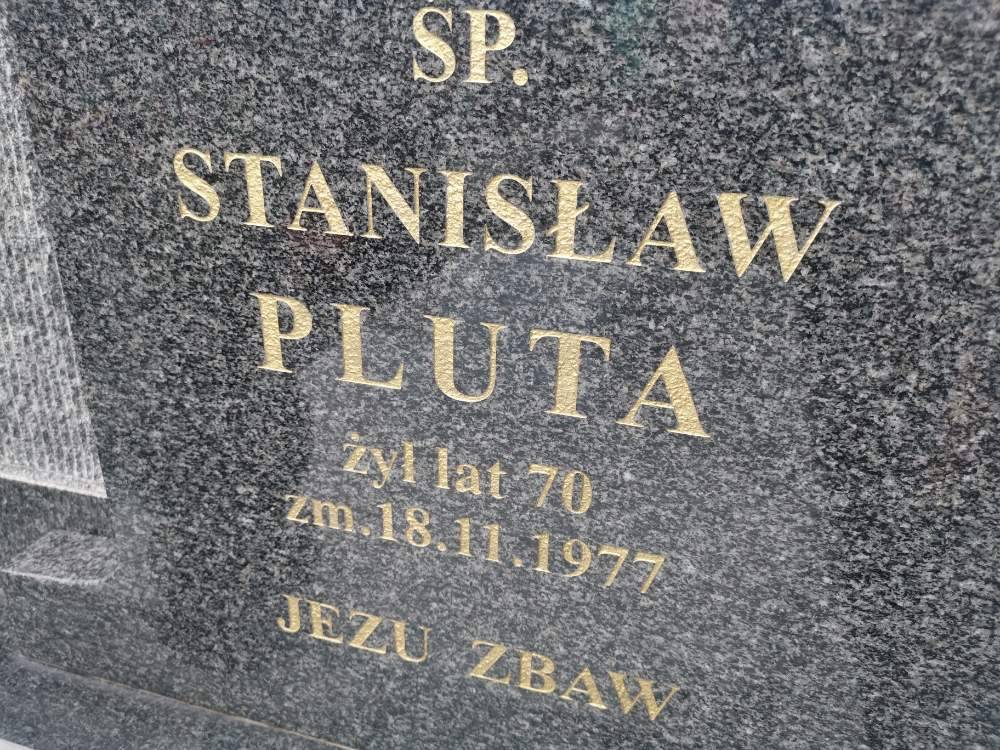 SP.
STANISŁAW
PLUTA
żył lat 70
zm.18.11.1977
JEZU ZBAW